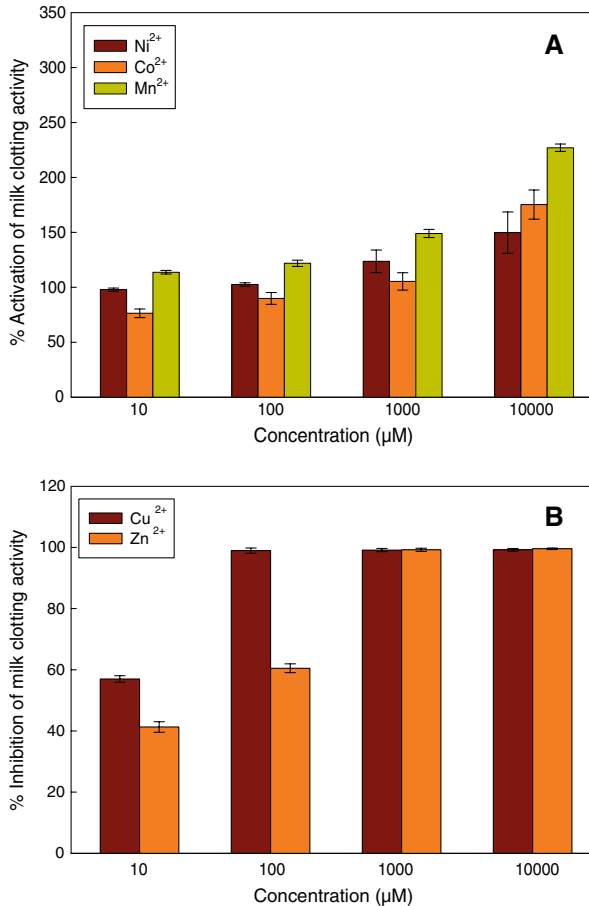 A
Ni2+
Co2+
Mn2+
% Activation of milk clotting activity
350
300
250
200
150
100
50
0
10 100 1000 10000
Concentration (µM)
B
Cu 2+
Zn 2+
% Inhibition of milk clotting activity
120
100
80
60
40
20
0
10 100 1000 10000
Concentration (µM)